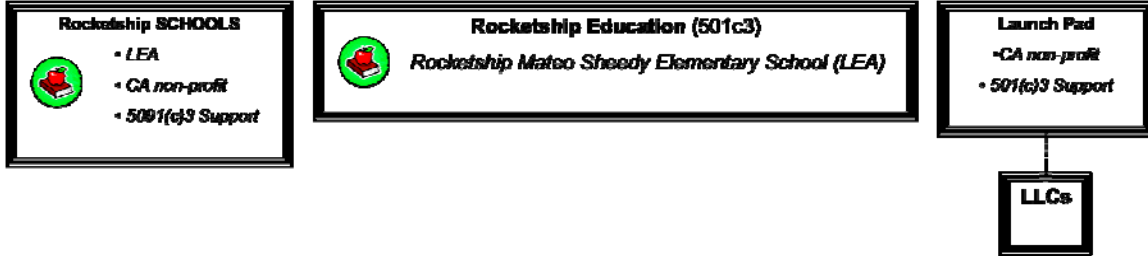 Rocketship SCHOOLS
• LEA
• CA non-profit
• 5091(c)3 Support
Rocketship Education (501c3)
Rocketship Mateo Sheedy Elementary School (LEA)
Launch Pad
•CA non-profit
• 501(c)3 Support
LLCs